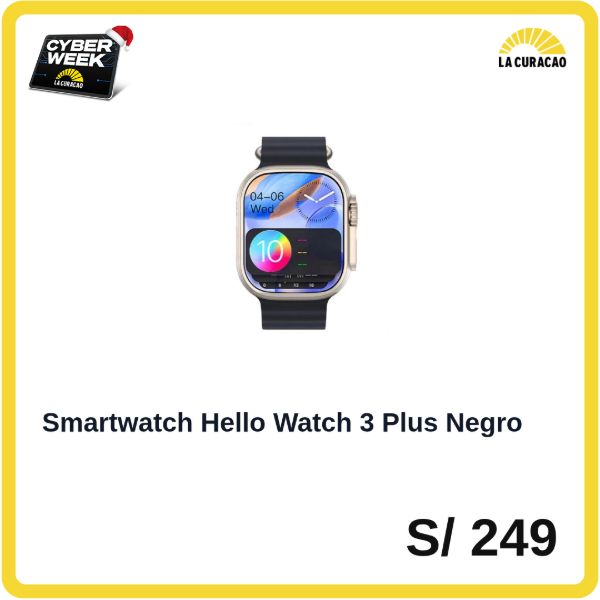 CYBER
WEEK
LA CURACAO
LA CURACAO
04–06
Wed
10
Smartwatch Hello Watch 3 Plus Negro
S/ 249